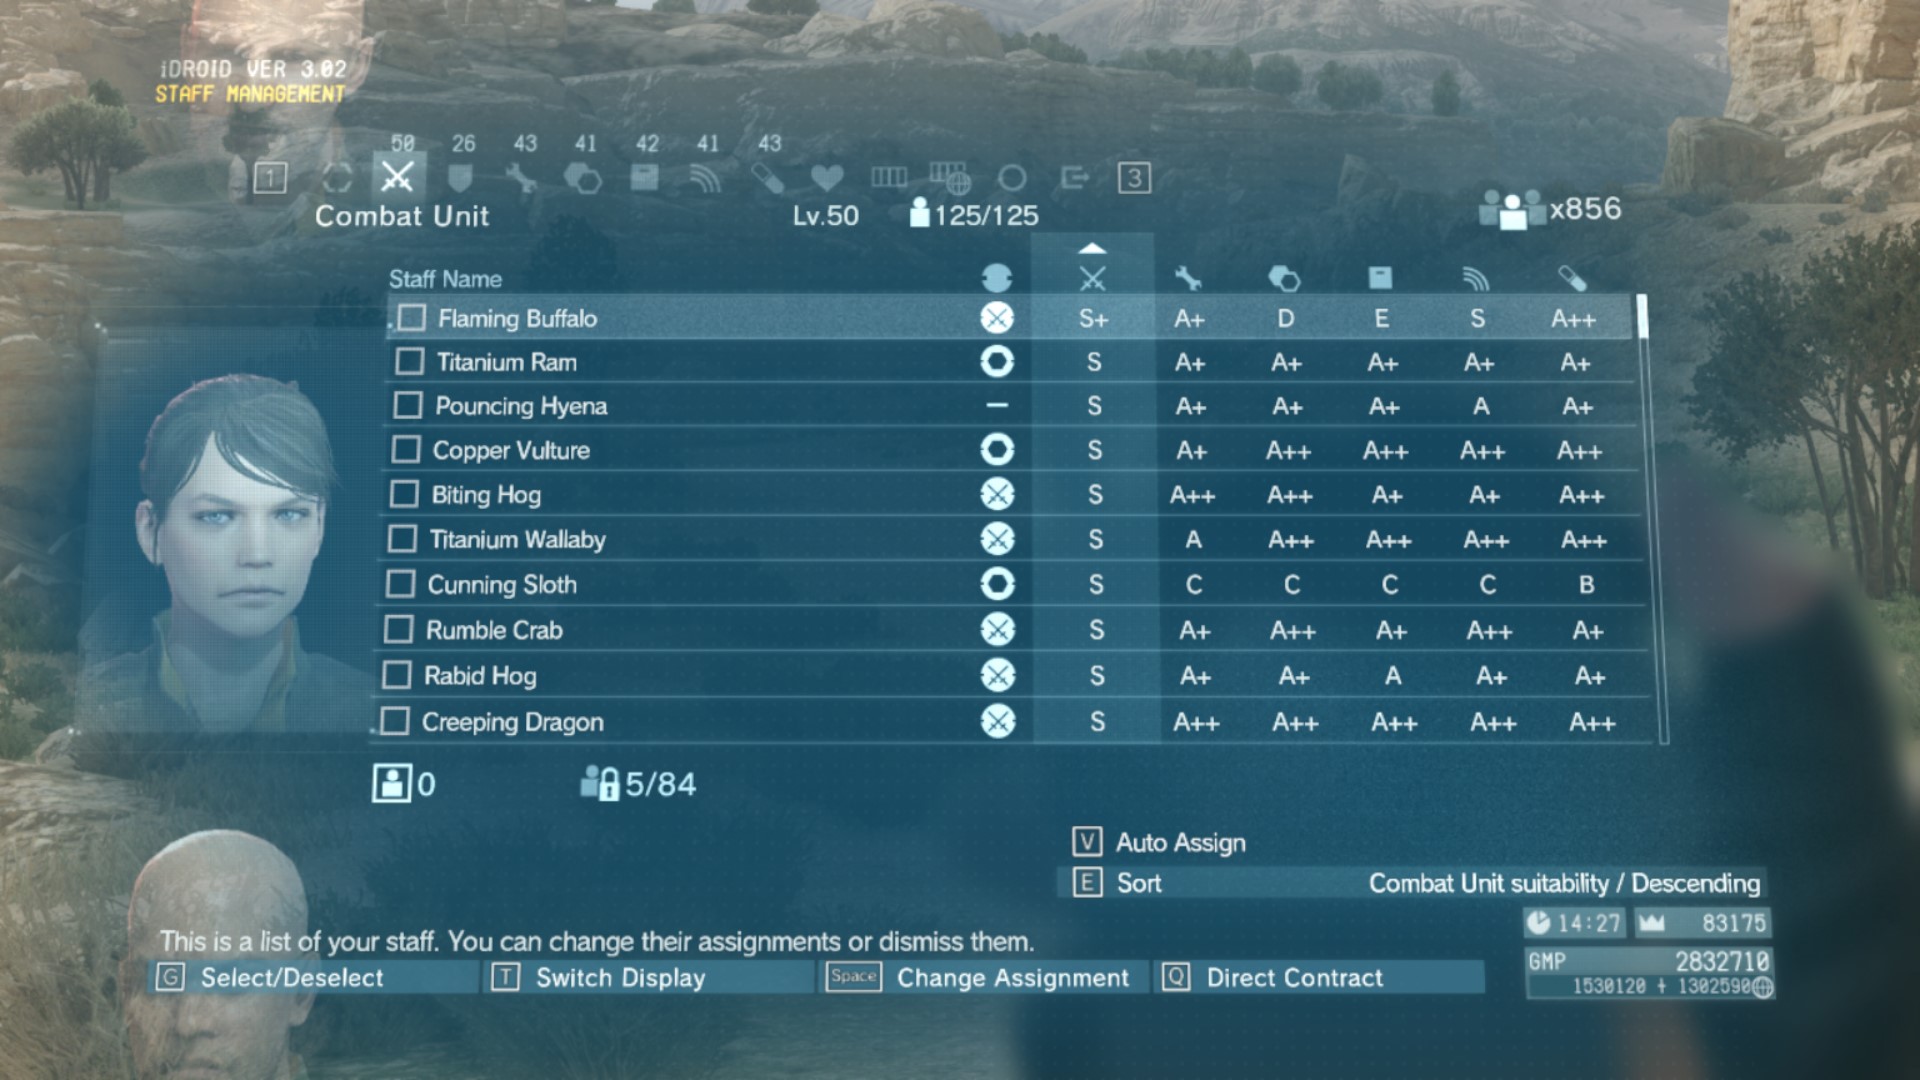 iDROID VER 3.02
STAFF MANAGEMENT
50 26 43 41 42 41 43
1 3
Combat Unit Lv.50 125/125 x856
Staff Name
Flaming Buffalo S+ A+ D E S A++
Titanium Ram S A+ A+ A+ A+ A+
Pouncing Hyena — S A+ A+ A+ A A+
Copper Vulture S A+ A++ A++ A++ A++
Biting Hog S A++ A++ A+ A+ A++
Titanium Wallaby S A A++ A++ A++ A++
Cunning Sloth S C C C C B
Rumble Crab S A+ A++ A+ A++ A+
Rabid Hog S A+ A+ A A+ A+
Creeping Dragon S A++ A++ A++ A++ A++
0 5/84
V Auto Assign
E Sort Combat Unit suitability / Descending
14:27 83175
This is a list of your staff. You can change their assignments or dismiss them.
GMP 2832710
1530120 + 1302590
G Select/Deselect T Switch Display Space Change Assignment Q Direct Contract